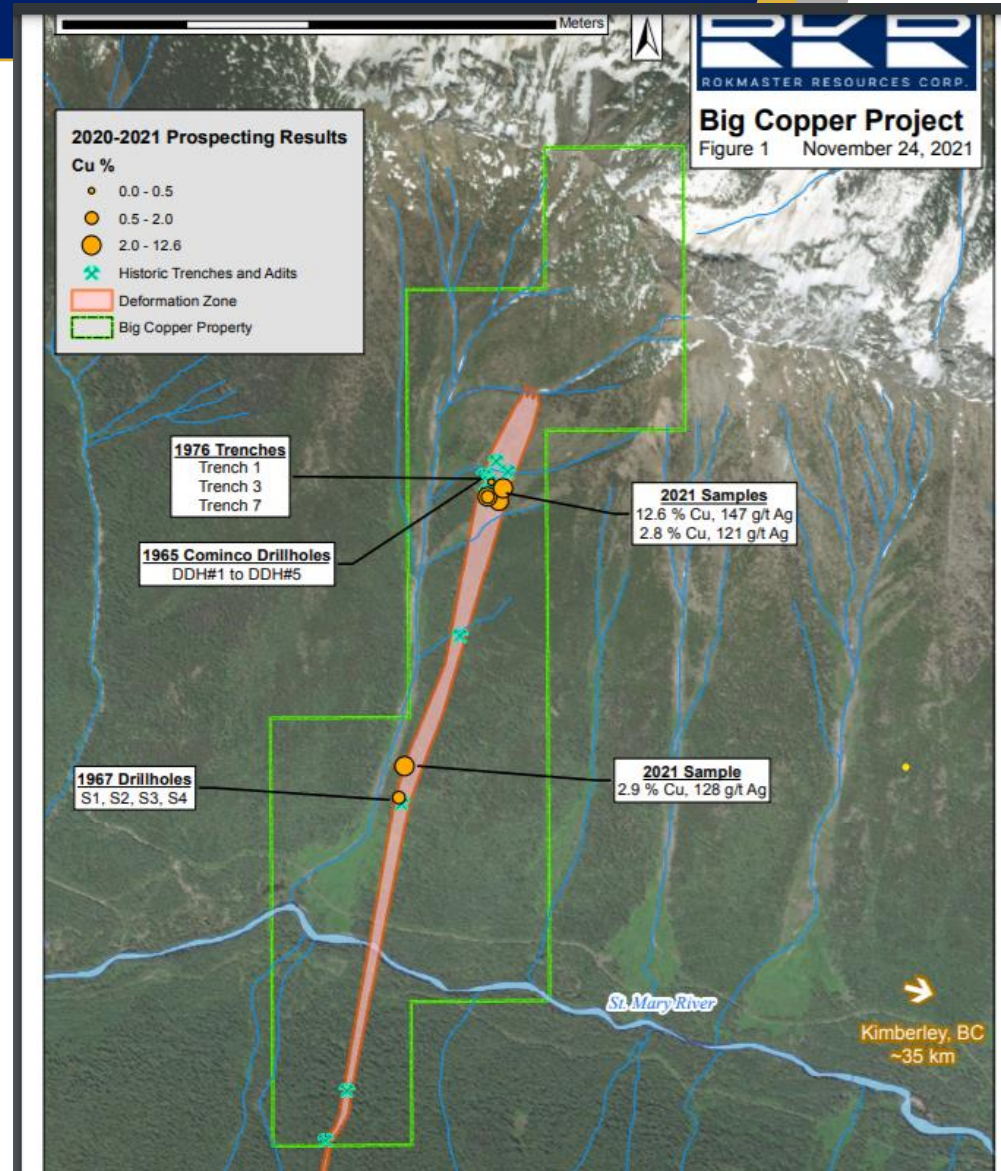 Meters
ROKMASTER RESOURCES CORP.
Big Copper Project
Figure 1 November 24, 2021
2020-2021 Prospecting Results
Cu %
0.0 - 0.5
0.5 - 2.0
2.0 - 12.6
Historic Trenches and Adits
Deformation Zone
Big Copper Property
1976 Trenches
Trench 1
Trench 3
Trench 7
2021 Samples
12.6 % Cu, 147 g/t Ag
2.8 % Cu, 121 g/t Ag
1965 Cominco Drillholes
DDH#1 to DDH#5
1967 Drillholes
S1, S2, S3, S4
2021 Sample
2.9 % Cu, 128 g/t Ag
St. Mary River
Kimberley, BC
~35 km